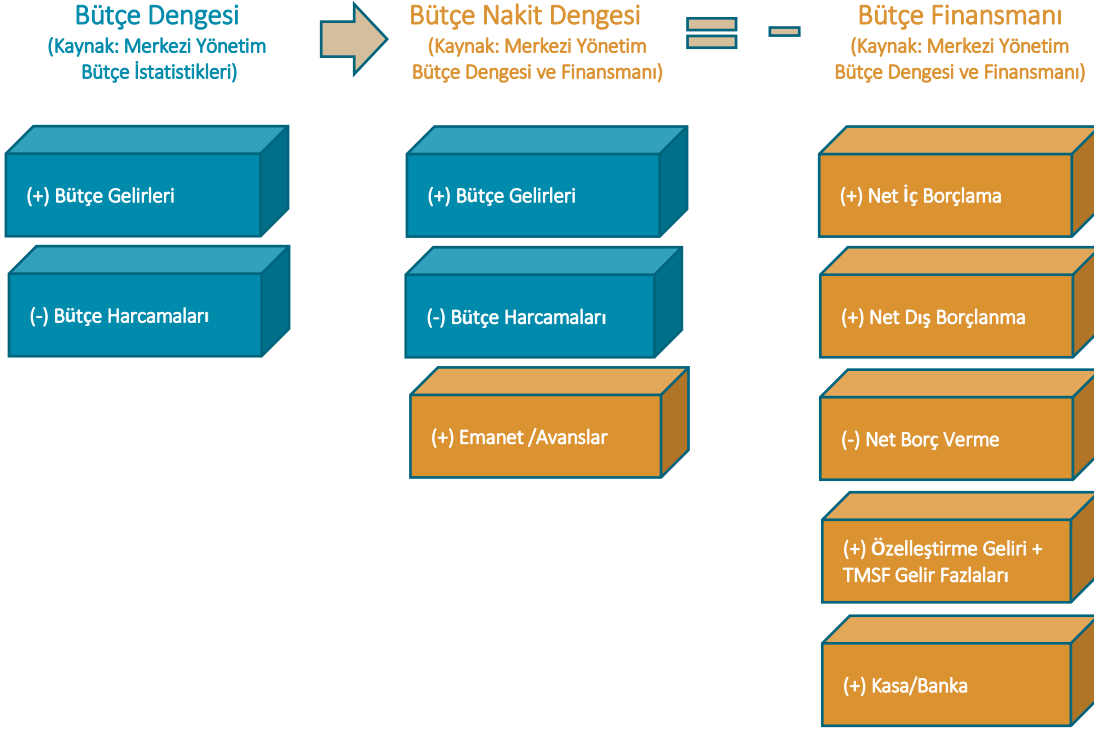 Bütçe Dengesi
(Kaynak: Merkezi Yönetim
Bütçe İstatistikleri)
Bütçe Nakit Dengesi
(Kaynak: Merkezi Yönetim
Bütçe Dengesi ve Finansmanı)
Bütçe Finansmanı
(Kaynak: Merkezi Yönetim
Bütçe Dengesi ve Finansmanı)
(+) Bütçe Gelirleri
(-) Bütçe Harcamaları
(+) Bütçe Gelirleri
(-) Bütçe Harcamaları
(+) Emanet /Avanslar
(+) Net İç Borçlama
(+) Net Dış Borçlanma
(-) Net Borç Verme
(+) Özelleştirme Geliri +
TMSF Gelir Fazlaları
(+) Kasa/Banka